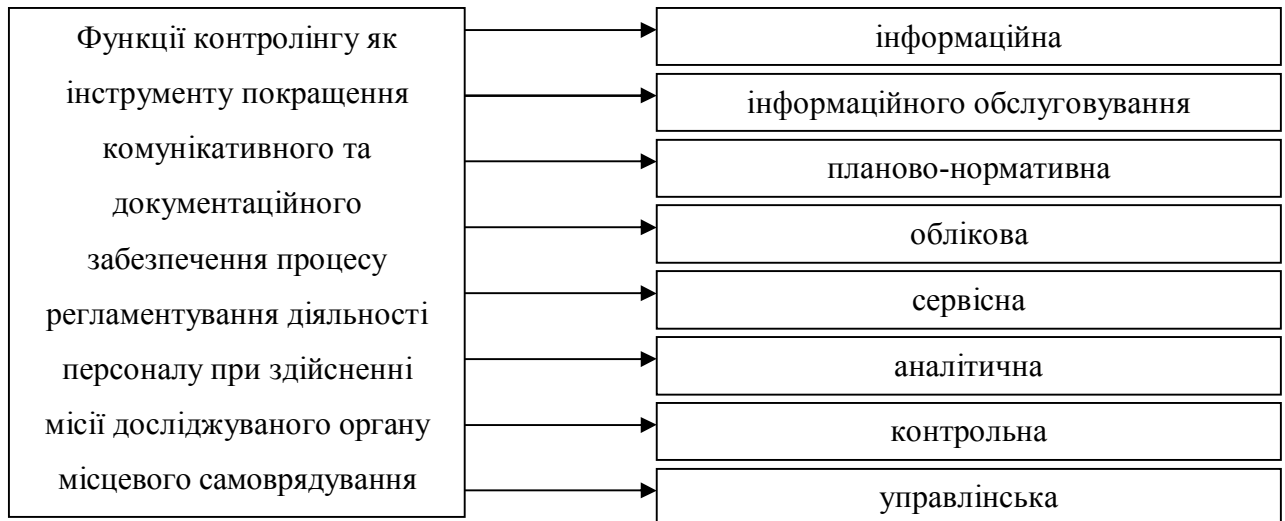 Функції контролінгу як
інструменту покращення
комунікативного та
документаційного
забезпечення процесу
регламентування діяльності
персоналу при здійсненні
місії досліджуваного органу
місцевого самоврядування
інформаційна
інформаційного обслуговування
планово-нормативна
облікова
сервісна
аналітична
контрольна
управлінська